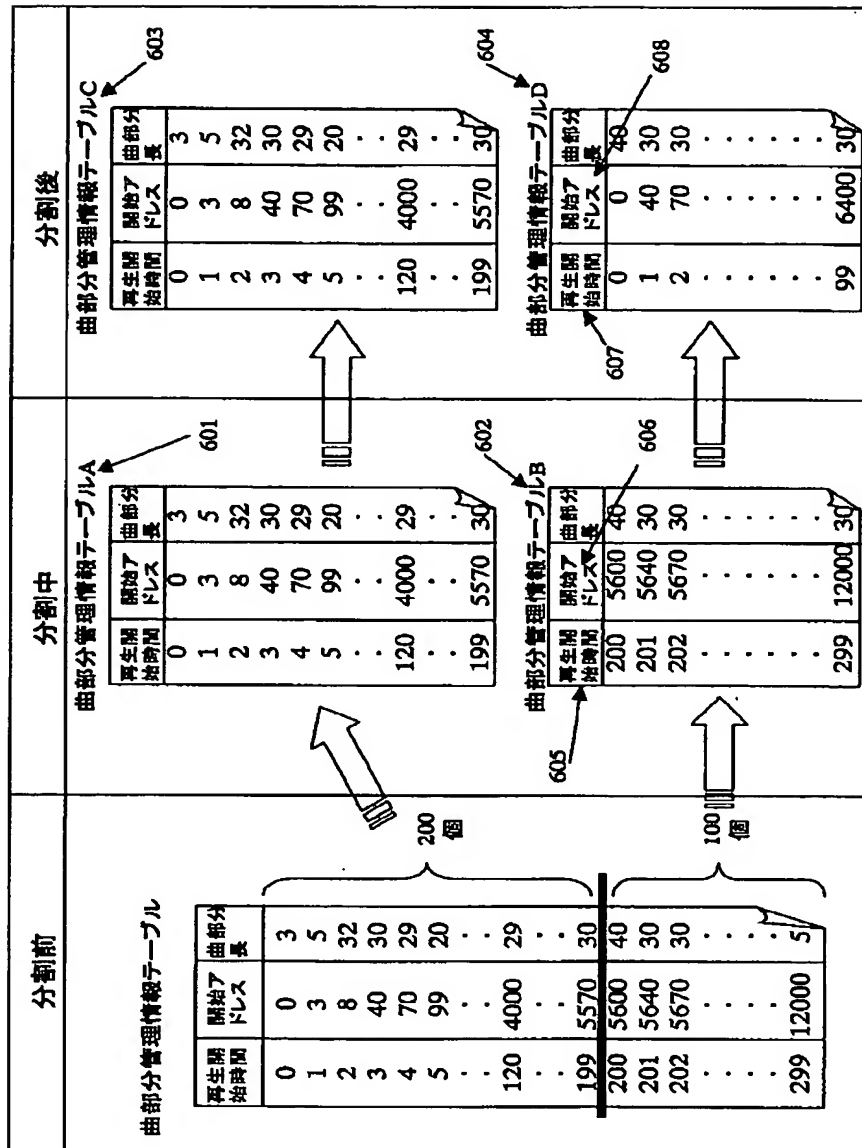 分割前
曲部分管理情報テーブル
再生開始時間 開始アドレス 曲部分長
0 0 3
1 3 5
2 8 32
3 40 30
4 70 29
5 99 20
・・ ・・ ・・
120 4000 29
・・ ・・ ・・
199 5570 30
200 5600 40
201 5640 30
202 5670 30
・・・・ ・・・・ ・・・・
299 12000 5
200個
100個
分割中
曲部分管理情報テーブルA
601
再生開始時間 開始アドレス 曲部分長
0 0 3
1 3 5
2 8 32
3 40 30
4 70 29
5 99 20
・・ ・・ ・・
120 4000 29
・・ ・・ ・・
199 5570 30
曲部分管理情報テーブルB
602
605
606
再生開始時間 開始アドレス 曲部分長
200 5600 40
201 5640 30
202 5670 30
・・・・・・ ・・・・・・ ・・・・・・
299 12000 30
分割後
曲部分管理情報テーブルC
603
再生開始時間 開始アドレス 曲部分長
0 0 3
1 3 5
2 8 32
3 40 30
4 70 29
5 99 20
・・ ・・ ・・
120 4000 29
・・ ・・ ・・
199 5570 30
曲部分管理情報テーブルD
604
607
608
再生開始時間 開始アドレス 曲部分長
0 0 40
1 40 30
2 70 30
・・・・・・ ・・・・・・ ・・・・・・
99 6400 30